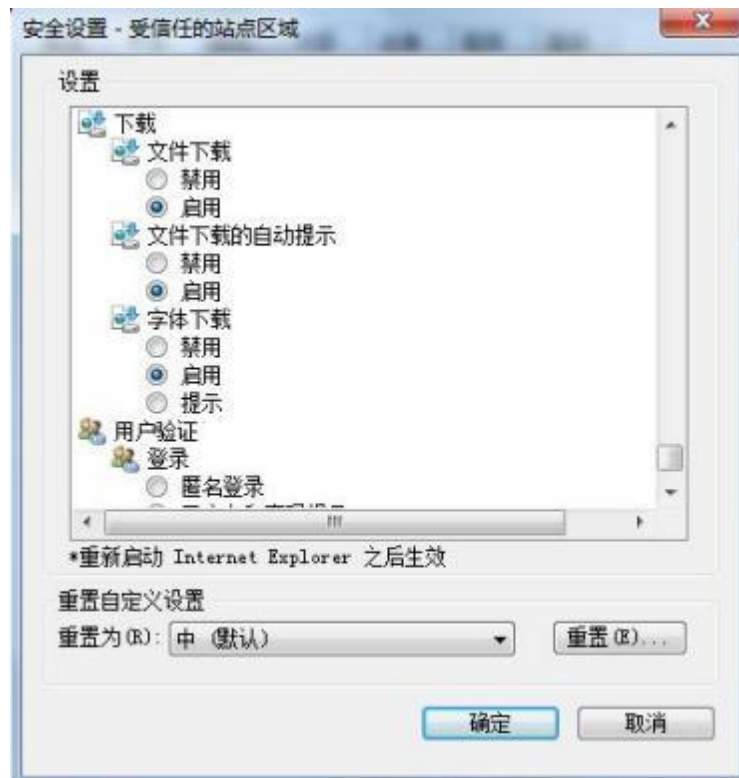 安全设置 - 受信任的站点区域
设置
下载
文件下载
禁用
启用
文件下载的自动提示
禁用
启用
字体下载
禁用
启用
提示
用户验证
登录
匿名登录
*重新启动 Internet Explorer 之后生效
重置自定义设置
重置为(R): 中 (默认) 重置(E)...
确定 取消